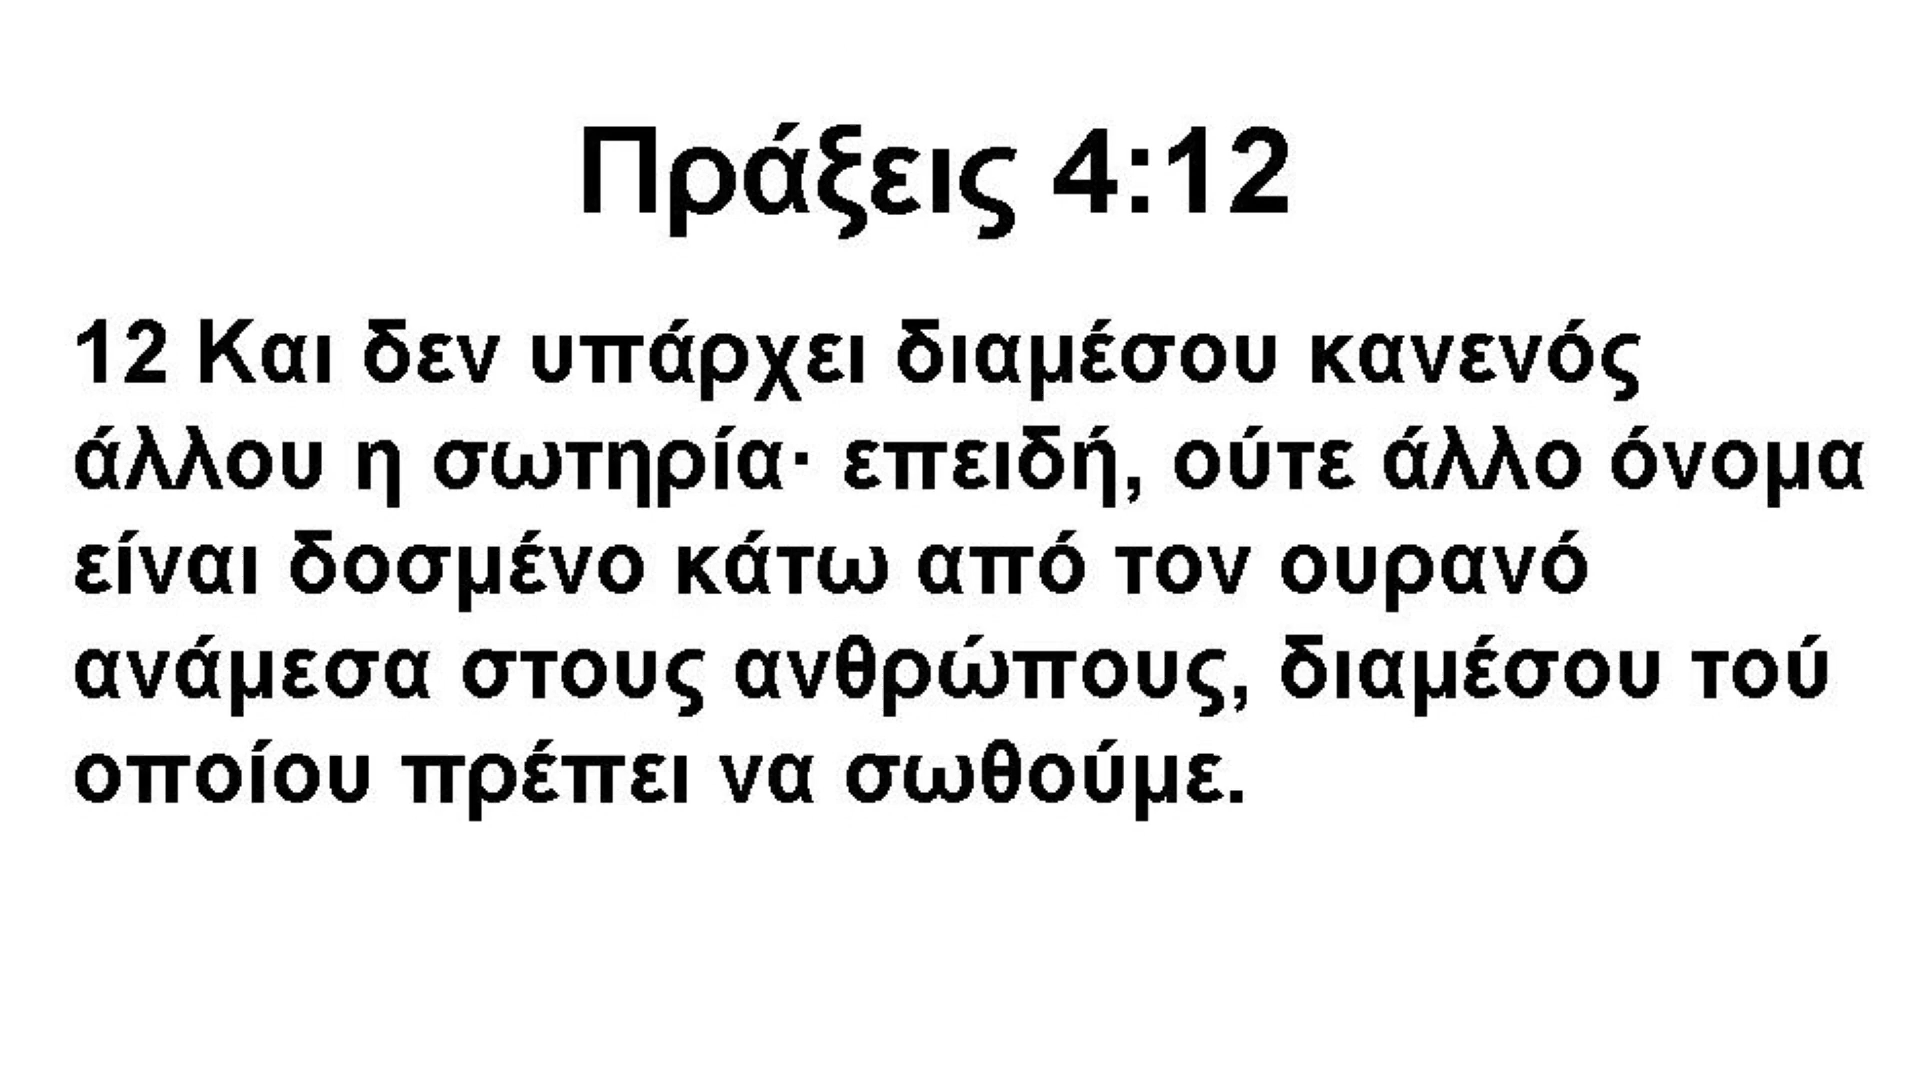 Πράξεις 4:12
12 Και δεν υπάρχει διαμέσου κανενός
άλλου η σωτηρία· επειδή, ούτε άλλο όνομα
είναι δοσμένο κάτω από τον ουρανό
ανάμεσα στους ανθρώπους, διαμέσου τού
οποίου πρέπει να σωθούμε.